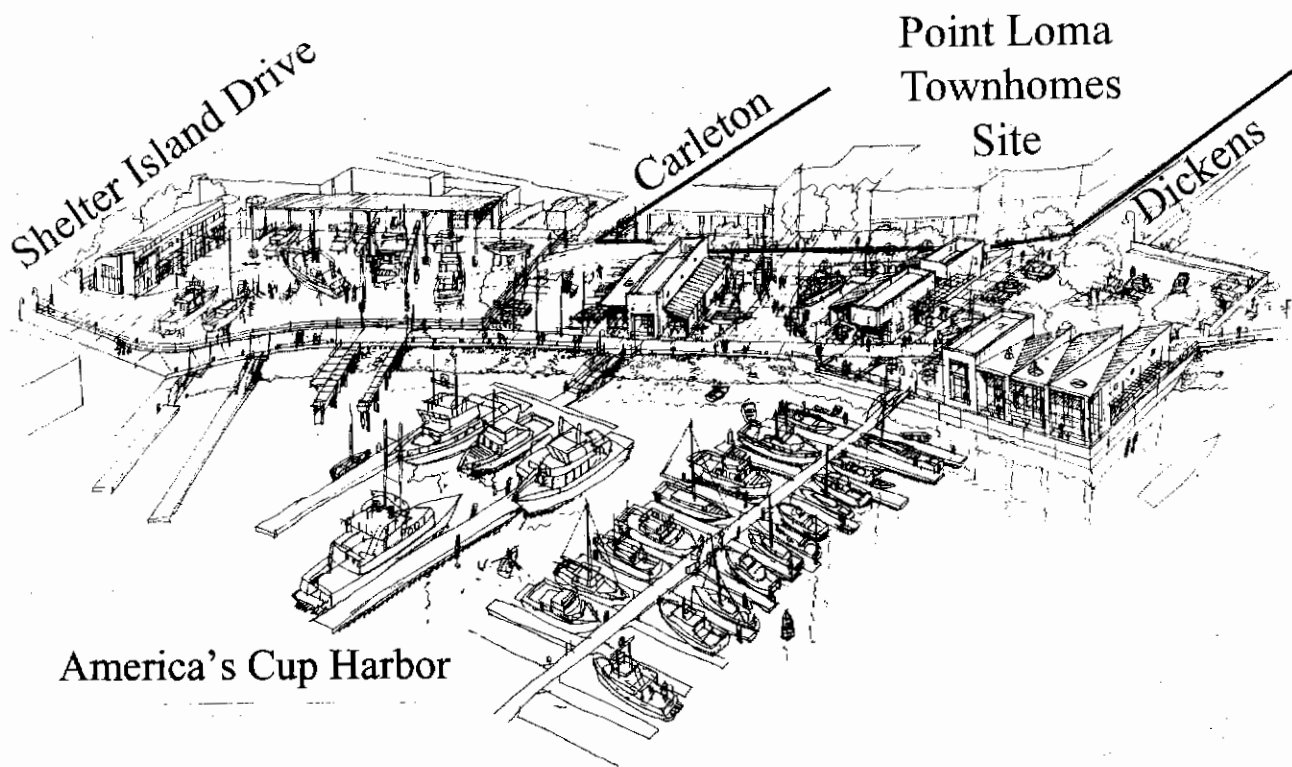 Shelter Island Drive
Carleton
Point Loma
Townhomes
Site
Dickens
America's Cup Harbor